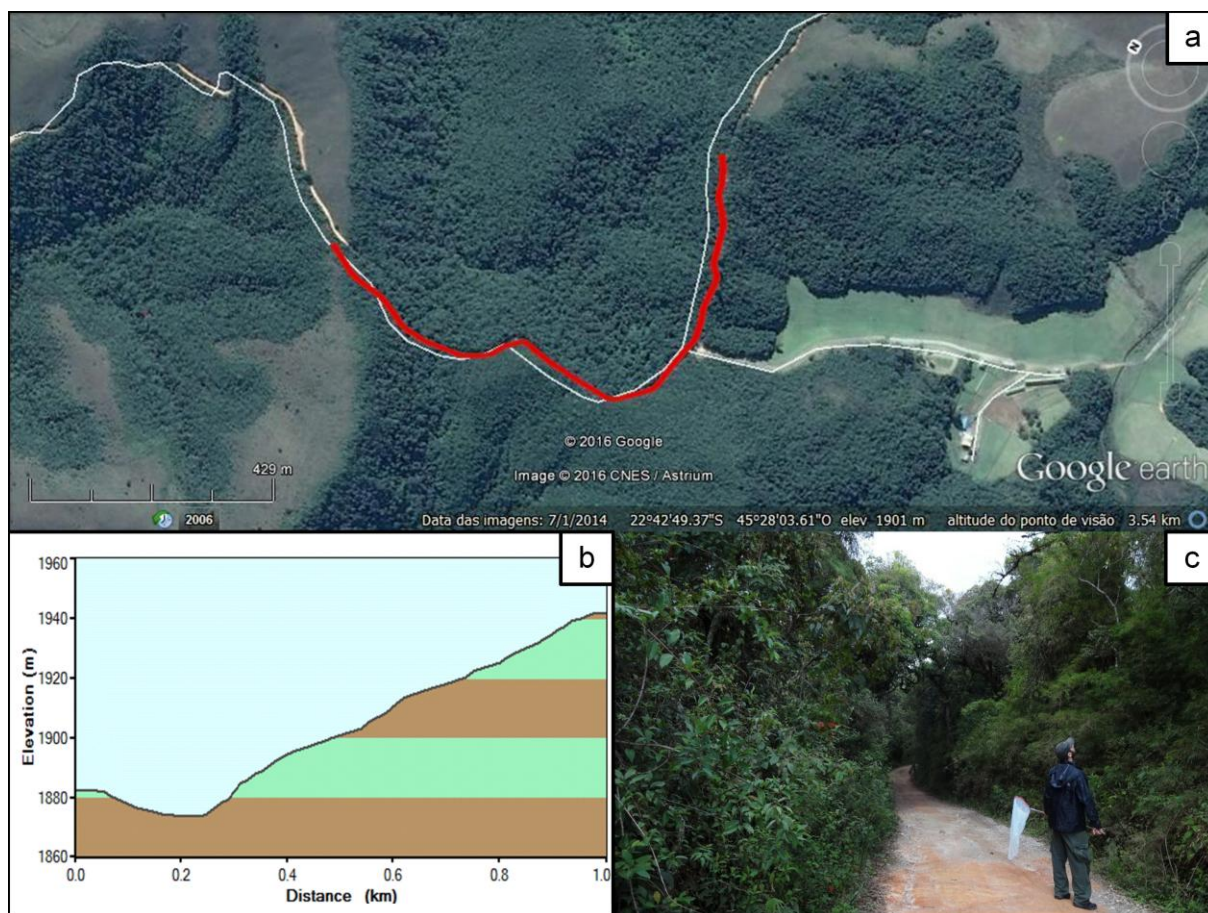 a
N
429 m
© 2016 Google
Image © 2016 CNES / Astrium
Google earth
2006
Data das imagens: 7/1/2014 22°42'49.37"S 45°28'03.61"O elev 1901 m altitude do ponto de visão 3.54 km
b
Elevation (m)
1960
1940
1920
1900
1880
1860
0.0 0.2 0.4 0.6 0.8 1.0
Distance (km)
c